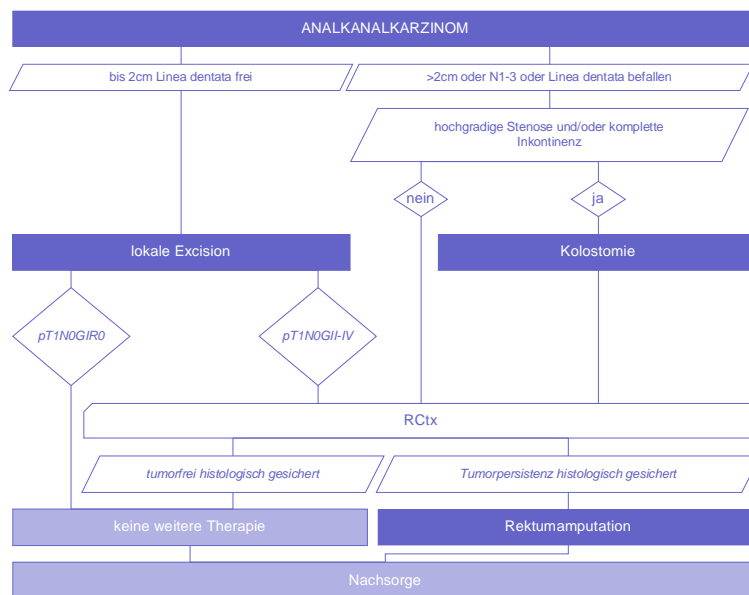 ANALKANALKARZINOM
bis 2cm Linea dentata frei
>2cm oder N1-3 oder Linea dentata befallen
hochgradige Stenose und/oder komplette
Inkontinenz
nein
ja
lokale Excision
Kolostomie
pT1N0GIR0
pT1N0GII-IV
RCtx
tumorfrei histologisch gesichert
Tumorpersistenz histologisch gesichert
keine weitere Therapie
Rektumamputation
Nachsorge